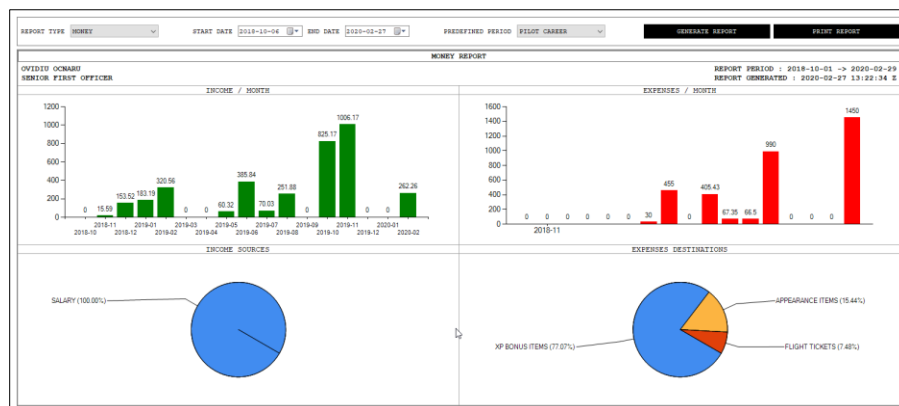 REPORT TYPE MONEY START DATE 2018-10-06 END DATE 2020-02-27 PREDEFINED PERIOD PILOT CAREER GENERATE REPORT PRINT REPORT
MONEY REPORT
OVIDIU OCNARU REPORT PERIOD : 2018-10-01 -> 2020-02-29
SENIOR FIRST OFFICER REPORT GENERATED : 2020-02-27 13:22:34 Z
INCOME / MONTH
1200
1000
800
600
400
200
0
0 15.59 153.52 183.19 320.56 0 0 60.32 385.84 70.03 251.88 0 825.17 1006.17 0 0 262.26
2018-11 2019-01 2019-03 2019-05 2019-07 2019-09 2019-11 2020-01
2018-10 2018-12 2019-02 2019-04 2019-06 2019-08 2019-10 2019-12 2020-02
EXPENSES / MONTH
1600
1400
1200
1000
800
600
400
200
0
0 0 0 0 0 0 30 455 0 405.43 67.35 66.5 990 0 0 0 1450
2018-11
INCOME SOURCES
SALARY (100.00%)
EXPENSES DESTINATIONS
APPEARANCE ITEMS (15.44%)
XP BONUS ITEMS (77.07%)
FLIGHT TICKETS (7.48%)